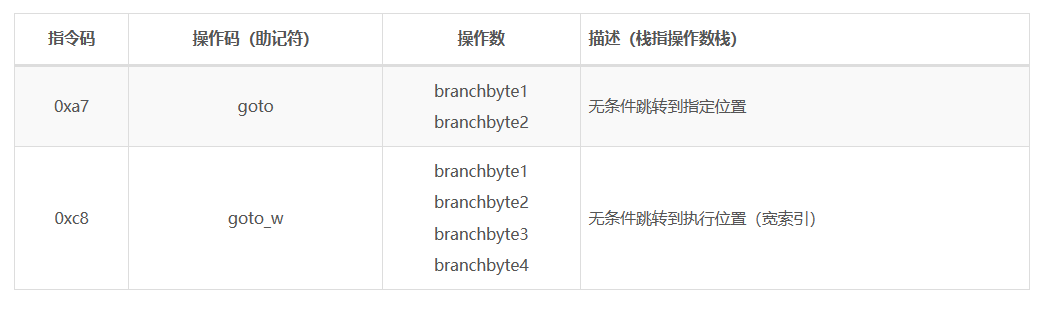 指令码 操作码（助记符） 操作数 描述（栈指操作数栈）
0xa7 goto branchbyte1 branchbyte2 无条件跳转到指定位置
0xc8 goto_w branchbyte1 branchbyte2 branchbyte3 branchbyte4 无条件跳转到执行位置（宽索引）